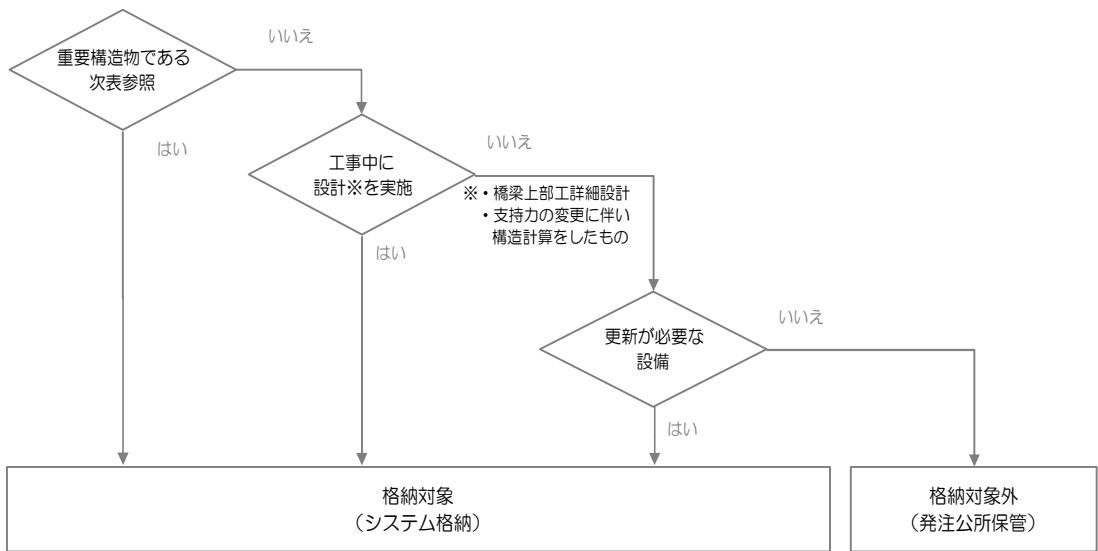 いいえ
重要構造物である
次表参照
はい
いいえ
工事中に
設計※を実施
※・橋梁上部工詳細設計
・支持力の変更に伴い
構造計算をしたもの
はい
いいえ
更新が必要な
設備
はい
格納対象
（システム格納）
格納対象外
（発注公所保管）